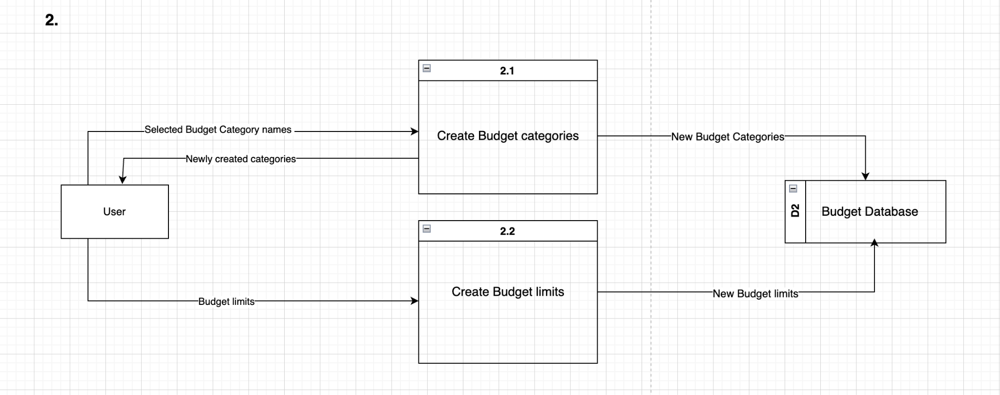 2.
2.1
Selected Budget Category names
Create Budget categories
New Budget Categories
Newly created categories
User
D2
Budget Database
2.2
Create Budget limits
New Budget limits
Budget limits